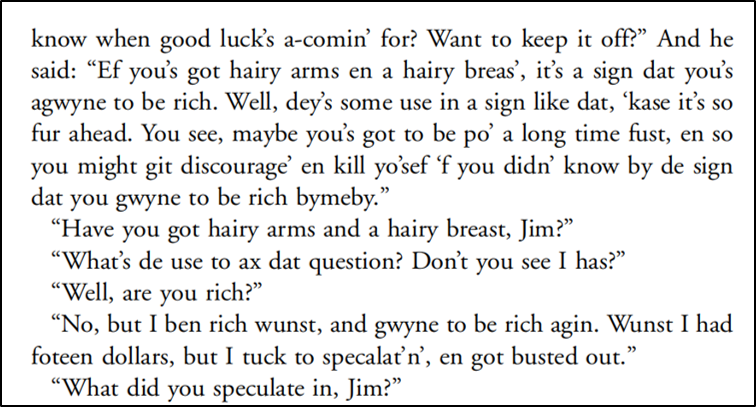 know when good luck’s a-comin’ for? Want to keep it off?” And he
said: “Ef you’s got hairy arms en a hairy breas’, it’s a sign dat you’s
agwyne to be rich. Well, dey’s some use in a sign like dat, ‘kase it’s so
fur ahead. You see, maybe you’s got to be po’ a long time fust, en so
you might git discourage’ en kill yo’sef ‘f you didn’ know by de sign
dat you gwyne to be rich bymeby.”
“Have you got hairy arms and a hairy breast, Jim?”
“What’s de use to ax dat question? Don’t you see I has?”
“Well, are you rich?”
“No, but I ben rich wunst, and gwyne to be rich agin. Wunst I had
foteen dollars, but I tuck to specalat’n’, en got busted out.”
“What did you speculate in, Jim?”